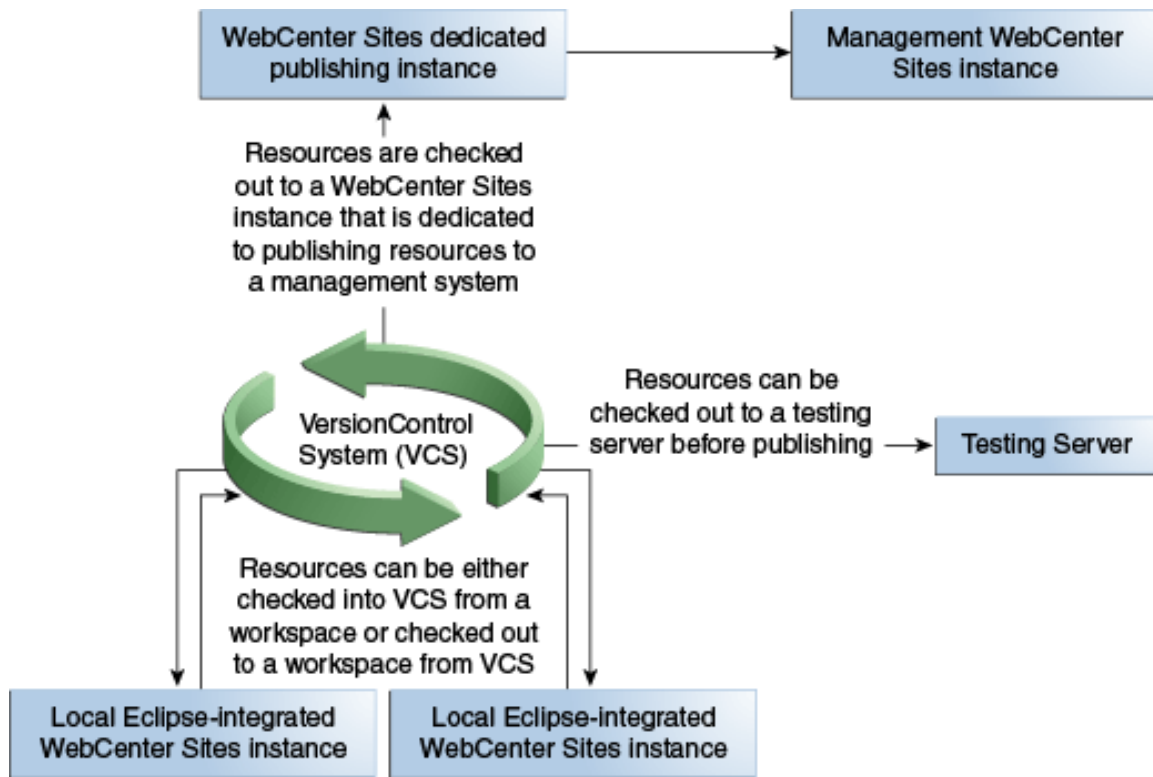 WebCenter Sites dedicated
publishing instance
Management WebCenter
Sites instance
Resources are checked
out to a WebCenter Sites
instance that is dedicated
to publishing resources to
a management system
VersionControl
System (VCS)
Resources can be
checked out to a testing
server before publishing
Testing Server
Resources can be either
checked into VCS from a
workspace or checked out
to a workspace from VCS
Local Eclipse-integrated
WebCenter Sites instance
Local Eclipse-integrated
WebCenter Sites instance